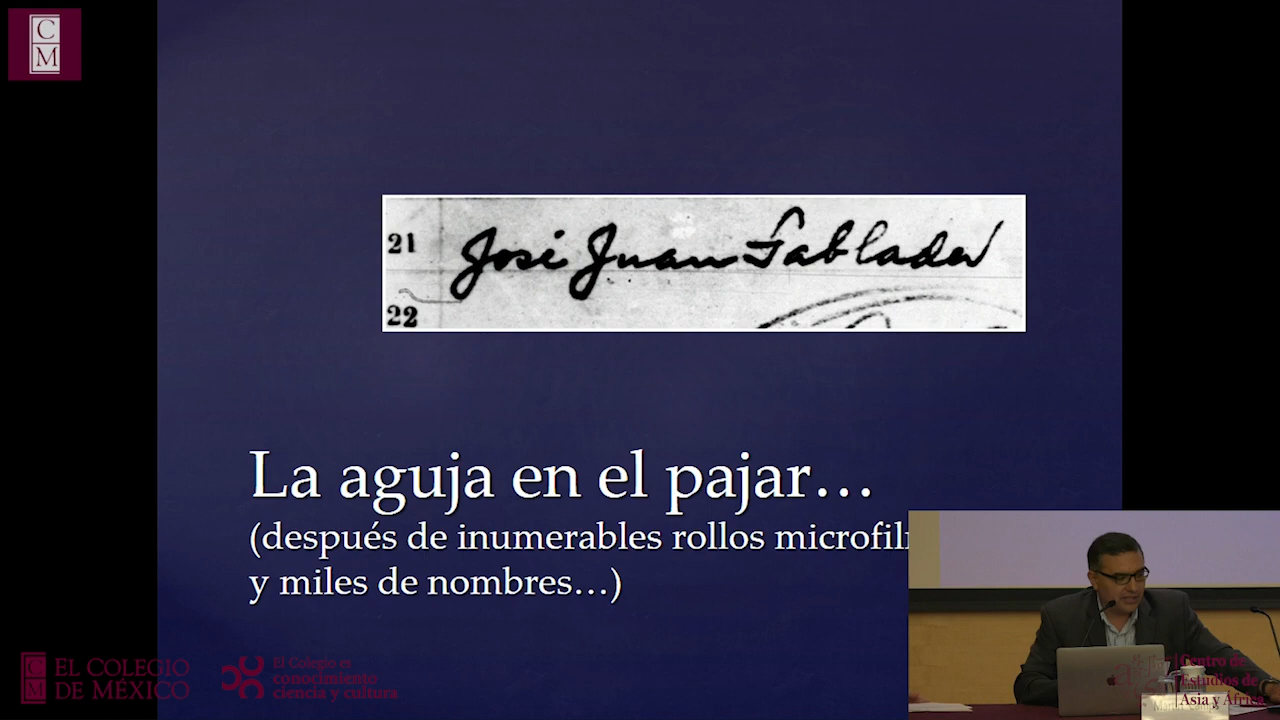 C
M
21 José Juan Tablada
22
La aguja en el pajar…
(después de inumerables rollos
y miles de nombres…)
EL COLEGIO
DE MÉXICO
El Colegio es
conocimiento
ciencia y cultura
Centro de
Estudios de
Asia y África